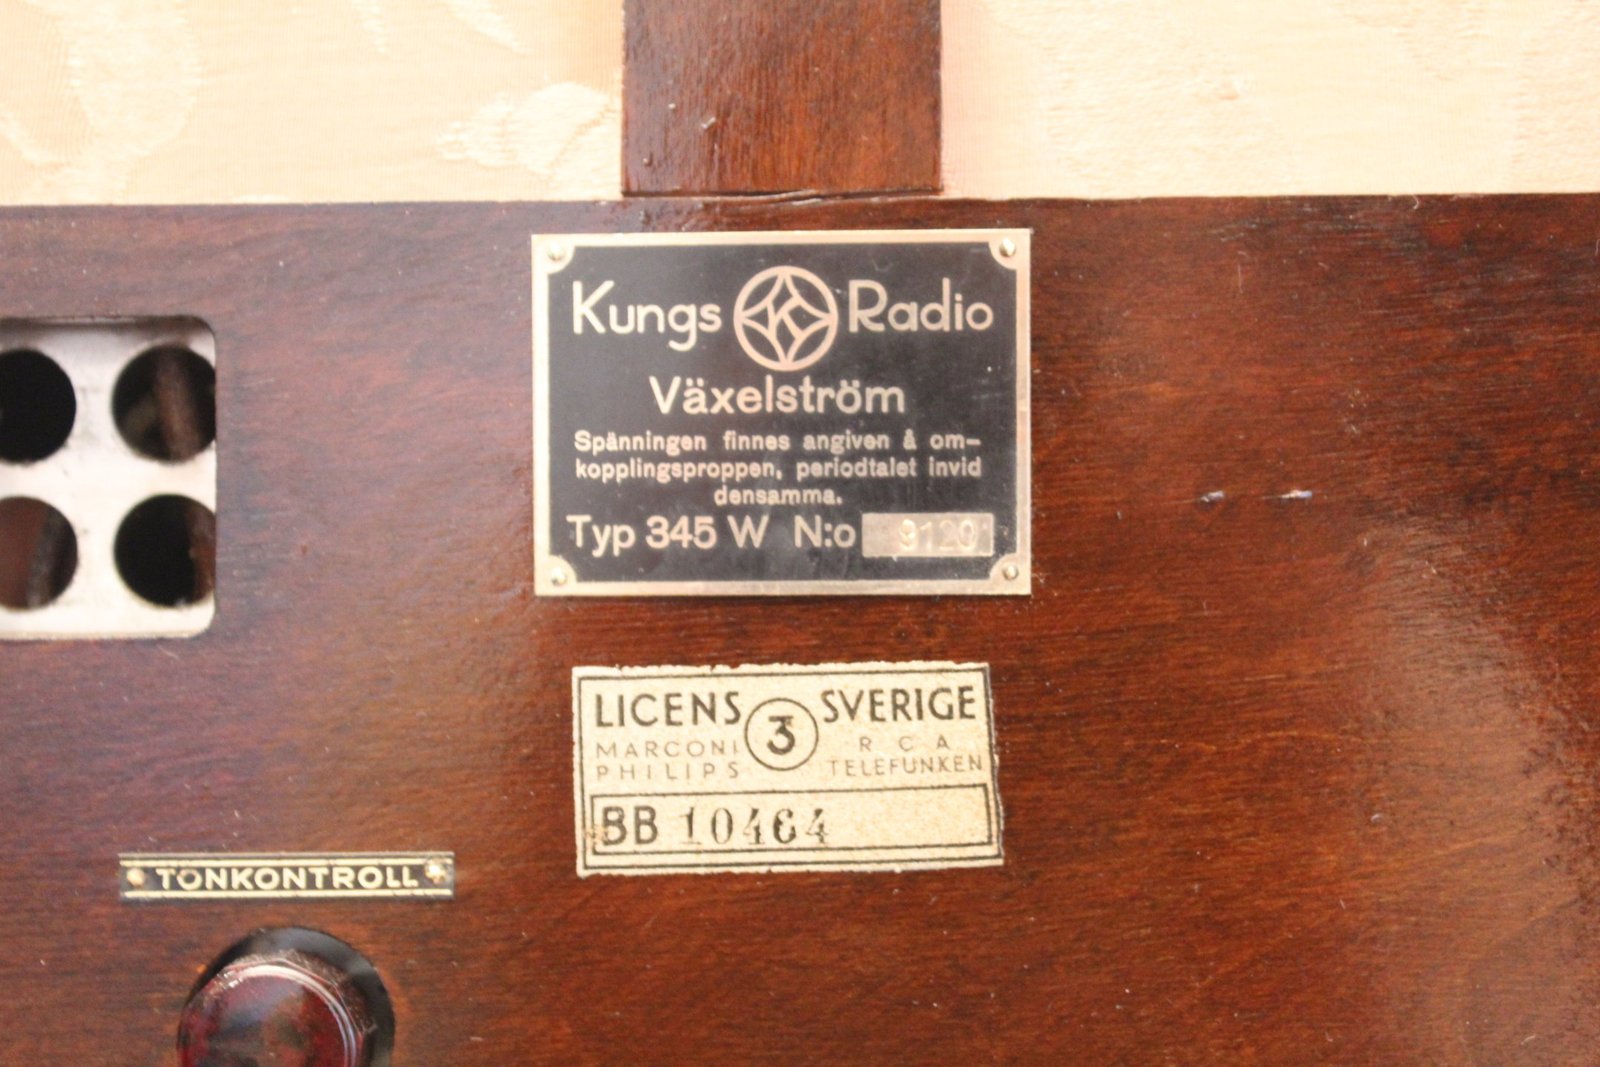 Kungs K Radio
Växelström
Spänningen finnes angiven å om-
kopplingsproppen, periodtalet invid
densamma.
Typ 345 W N:o 9120
LICENS 3 SVERIGE
MARCONI R C A
PHILIPS TELEFUNKEN
BB 10464
TONKONTROLL